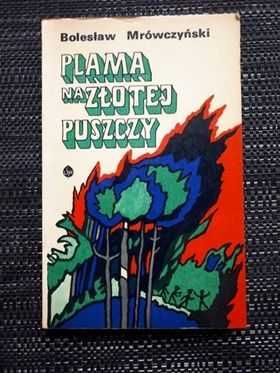 Bolesław Mrówczyński
PLAMA
NA ZŁOTEJ
PUSZCZY